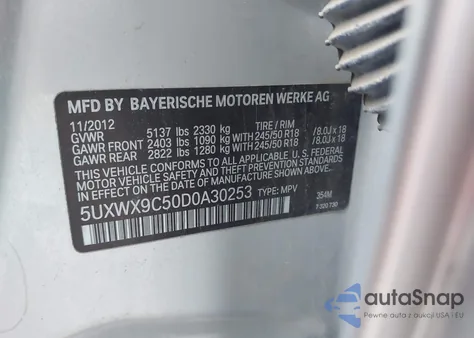 MFD BY BAYERISCHE MOTOREN WERKE AG
11/2012 TIRE / RIM
GVWR 5137 lbs 2330 kg
GAWR FRONT 2403 lbs 1090 kg WITH 245/50 R18 /8.0J x 18
GAWR REAR 2822 lbs 1280 kg WITH 245/50 R18 /8.0J x 18
THIS VEHICLE CONFORMS TO ALL APPLICABLE U.S. FEDERAL
MOTOR VEHICLE SAFETY AND THEFT PREVENTION STANDARDS
IN EFFECT ON THE DATE OF MANUFACTURE SHOWN ABOVE.
5UXWX9C50D0A30253 TYPE: MPV 354M
autoSnap
Pewne auta z aukcji USA i EU